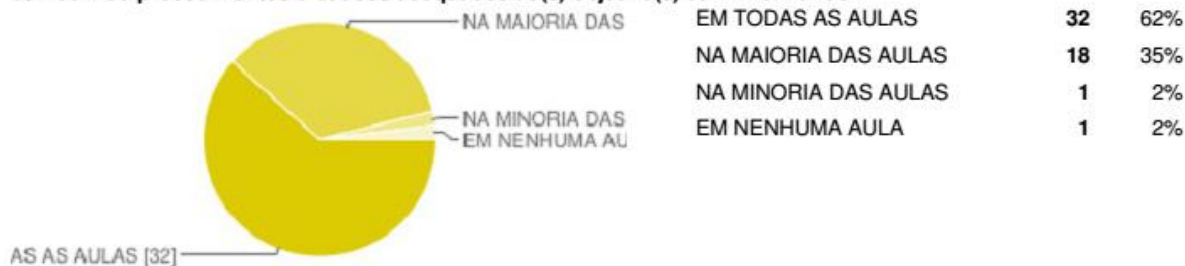 NA MAIORIA DAS
NA MINORIA DAS
EM NENHUMA AU
AS AS AULAS [32]
EM TODAS AS AULAS 32 62%
NA MAIORIA DAS AULAS 18 35%
NA MINORIA DAS AULAS 1 2%
EM NENHUMA AULA 1 2%